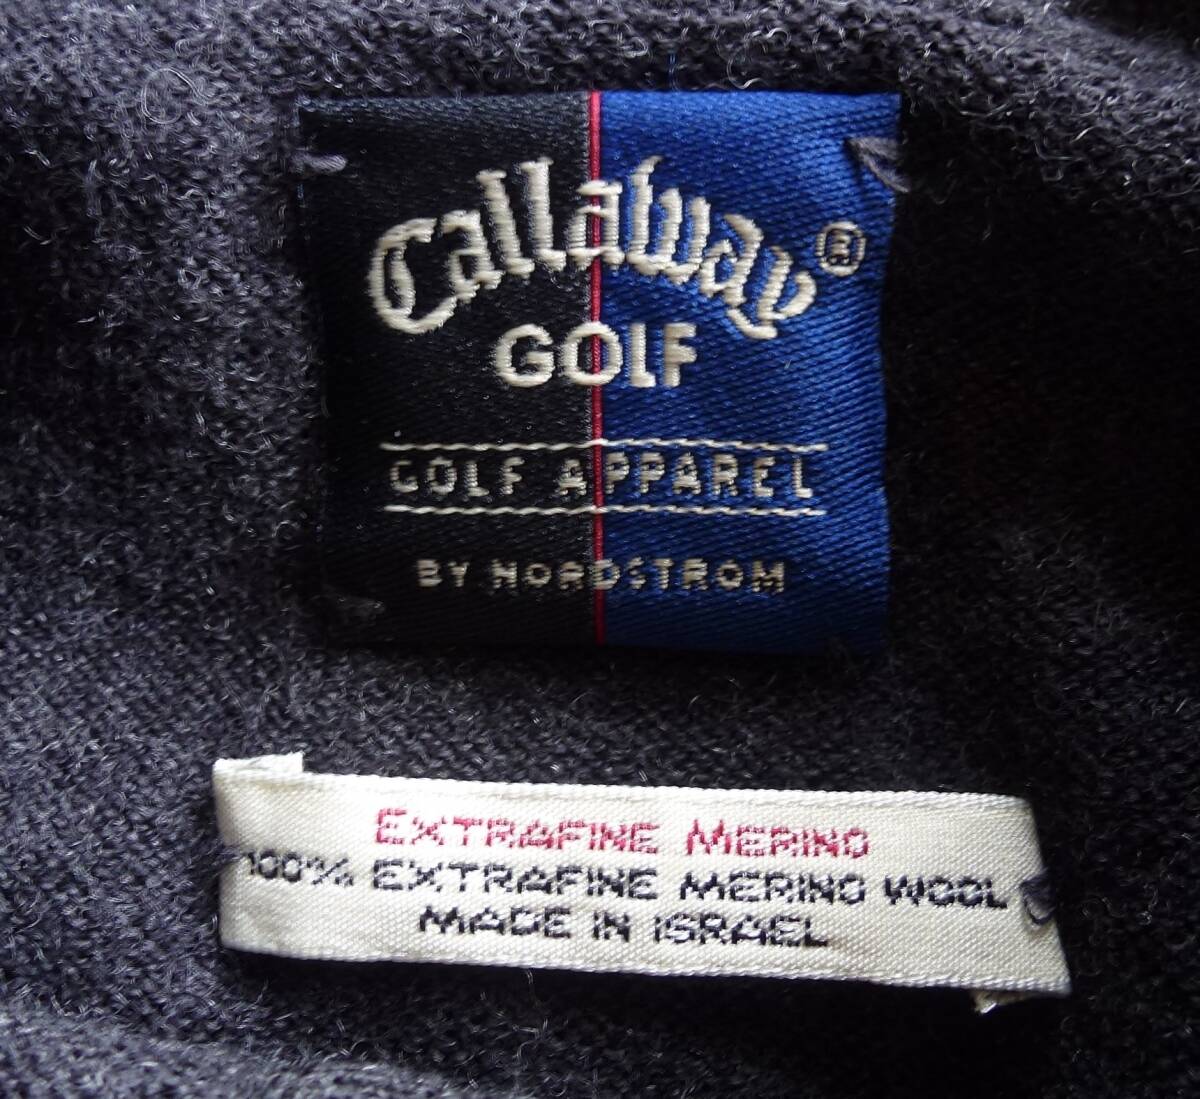 Callaway ®
GOLF
GOLF APPAREL
BY NORDSTROM
EXTRAFINE MERINO
100% EXTRAFINE MERINO WOOL
MADE IN ISRAEL